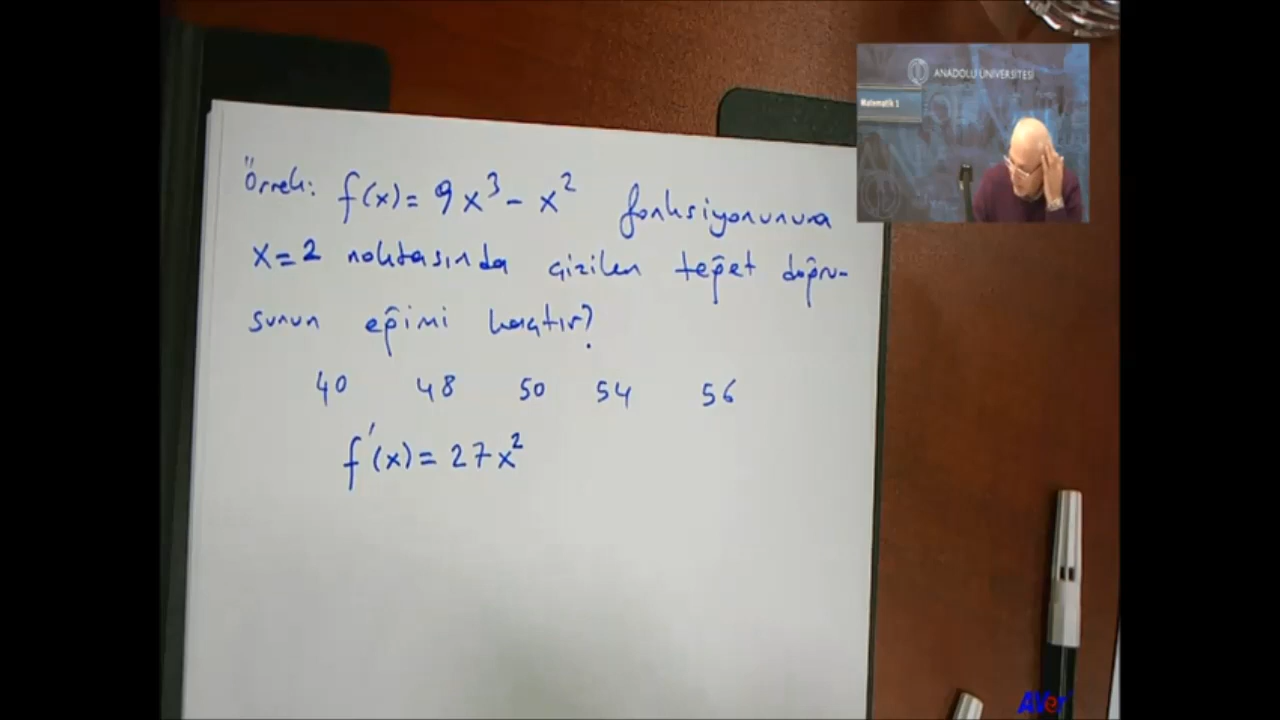 Örnek: f(x) = 9x³ - x² fonksiyonunun
x=2 noktasında çizilen teğet doğru-
sunun eğimi kaçtır?
40 48 50 54 56
f'(x) = 27x²
ANADOLU ÜNİVERSİTESİ
Matematik 1
AVer